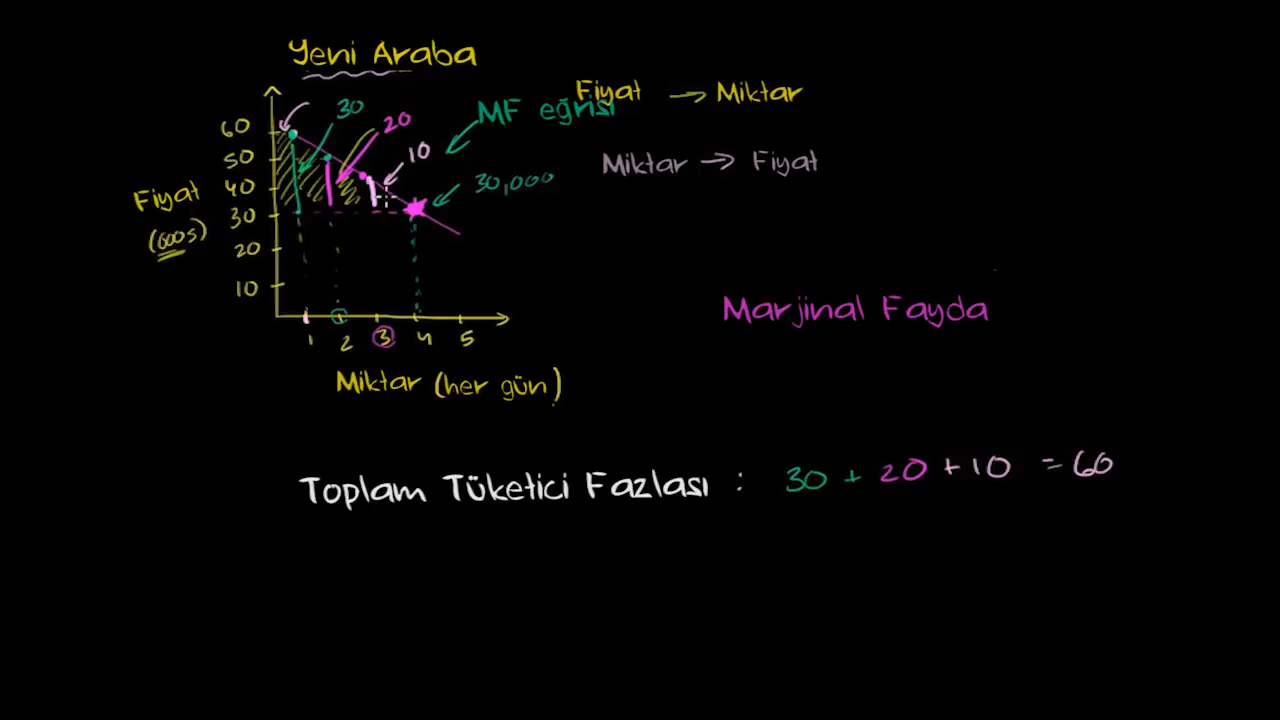 Yeni Araba
Fiyat → Miktar
MF eğrisi
Miktar → Fiyat
30
20
10
30,000
60
50
40
30
20
10
Fiyat
(000s)
1 2 3 4 5
Miktar (her gün)
Marjinal Fayda
Toplam Tüketici Fazlası : 30 + 20 + 10 = 60